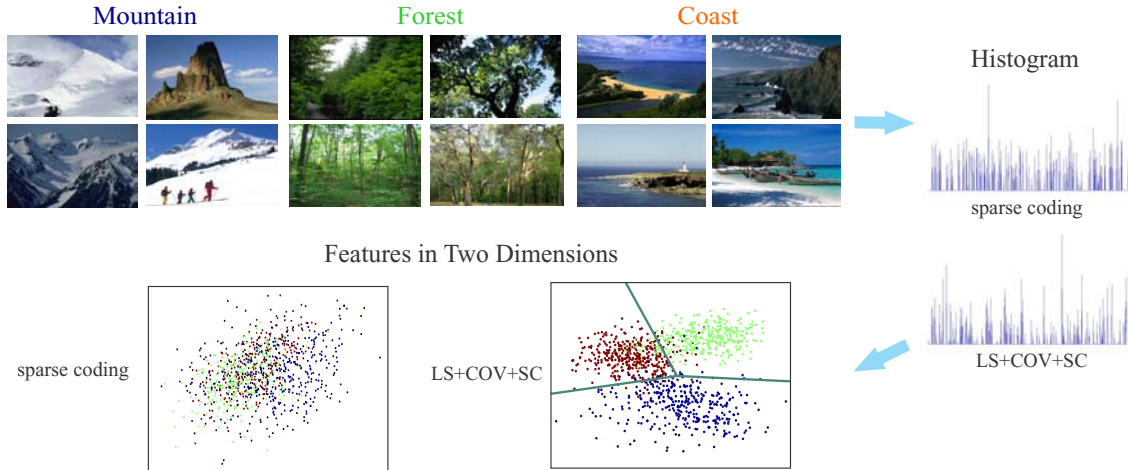 Mountain
Forest
Coast
Histogram
sparse coding
Features in Two Dimensions
sparse coding
LS+COV+SC
LS+COV+SC